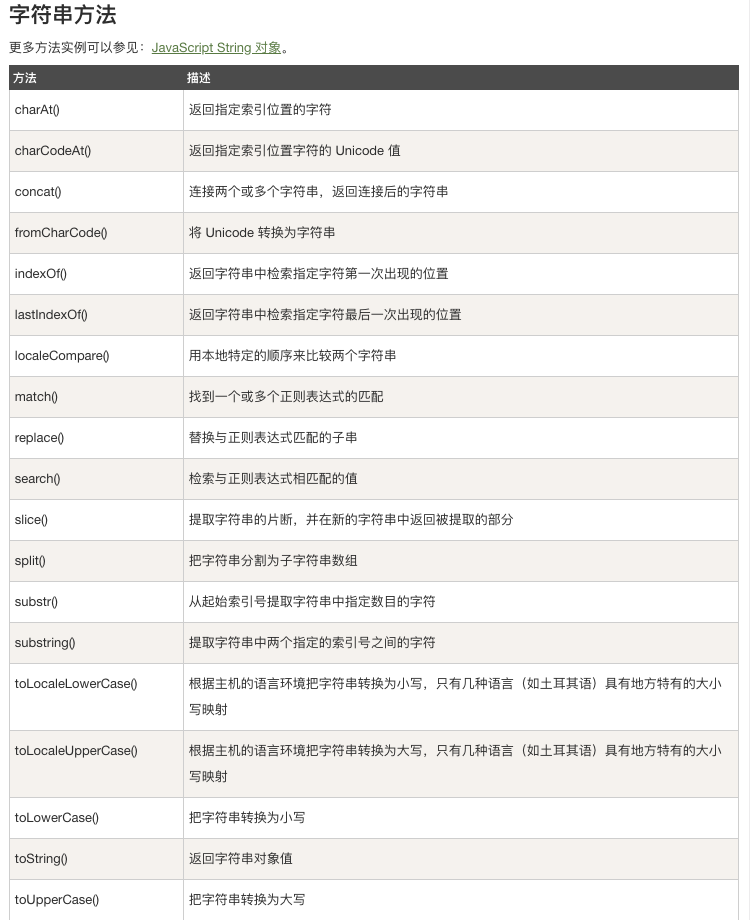 字符串方法
更多方法实例可以参见：JavaScript String 对象。
方法 描述
charAt() 返回指定索引位置的字符
charCodeAt() 返回指定索引位置字符的 Unicode 值
concat() 连接两个或多个字符串，返回连接后的字符串
fromCharCode() 将 Unicode 转换为字符串
indexOf() 返回字符串中检索指定字符第一次出现的位置
lastIndexOf() 返回字符串中检索指定字符最后一次出现的位置
localeCompare() 用本地特定的顺序来比较两个字符串
match() 找到一个或多个正则表达式的匹配
replace() 替换与正则表达式匹配的子串
search() 检索与正则表达式相匹配的值
slice() 提取字符串的片断，并在新的字符串中返回被提取的部分
split() 把字符串分割为子字符串数组
substr() 从起始索引号提取字符串中指定数目的字符
substring() 提取字符串中两个指定的索引号之间的字符
toLocaleLowerCase() 根据主机的语言环境把字符串转换为小写，只有几种语言（如土耳其语）具有地方特有的大小
写映射
toLocaleUpperCase() 根据主机的语言环境把字符串转换为大写，只有几种语言（如土耳其语）具有地方特有的大小
写映射
toLowerCase() 把字符串转换为小写
toString() 返回字符串对象值
toUpperCase() 把字符串转换为大写